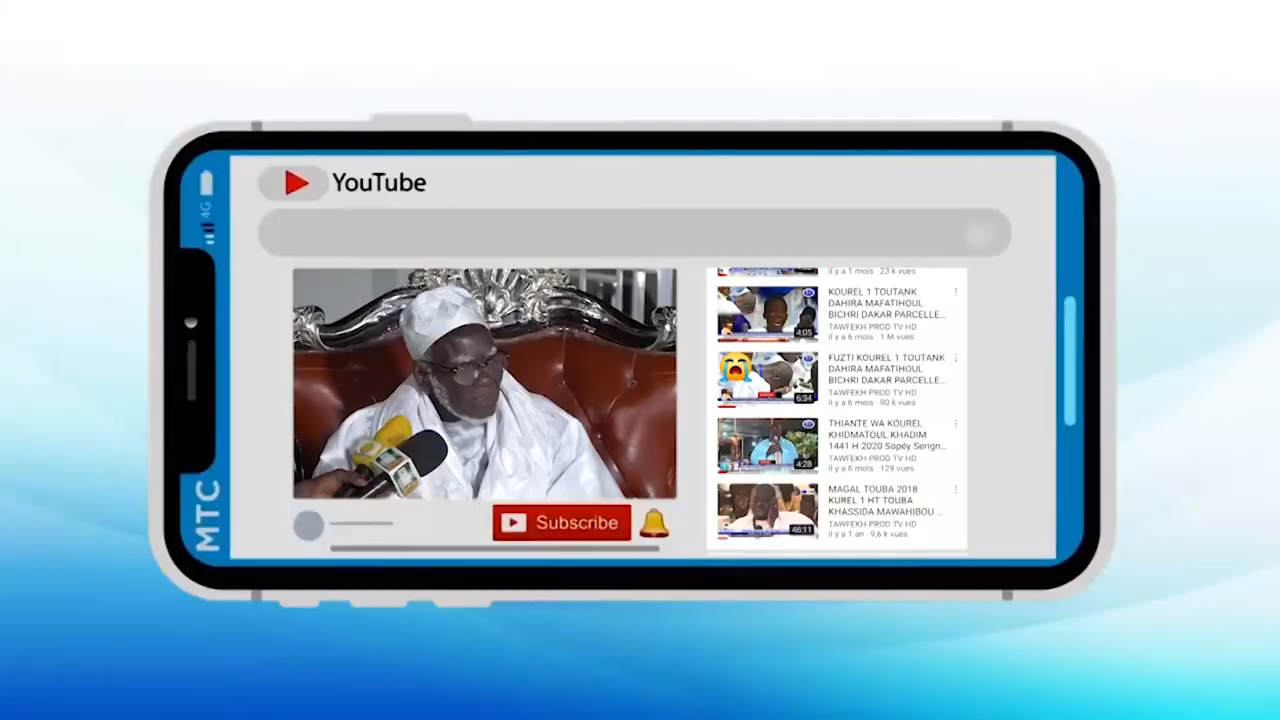 YouTube
4G
MTC
Subscribe
il y a 1 mois · 23 k vues
KOUREL 1 TOUTANK
DAHIRA MAFATIHOUL
BICHRI DAKAR PARCELLE...
TAWFEKH PROD TV HD
il y a 6 mois · 1 M vues
4:05
FUZTI KOUREL 1 TOUTANK
DAHIRA MAFATIHOUL
BICHRI DAKAR PARCELLE...
TAWFEKH PROD TV HD
il y a 6 mois · 90 k vues
6:34
THIANTE WA KOUREL
KHIDMATOUL KHADIM
1441 H 2020 Sopéy Serign...
TAWFEKH PROD TV HD
il y a 6 mois · 129 vues
4:28
MAGAL TOUBA 2018
KUREL 1 HT TOUBA
KHASSIDA MAWAHIBOU ...
TAWFEKH PROD TV HD
il y a 1 an · 9,6 k vues
46:11